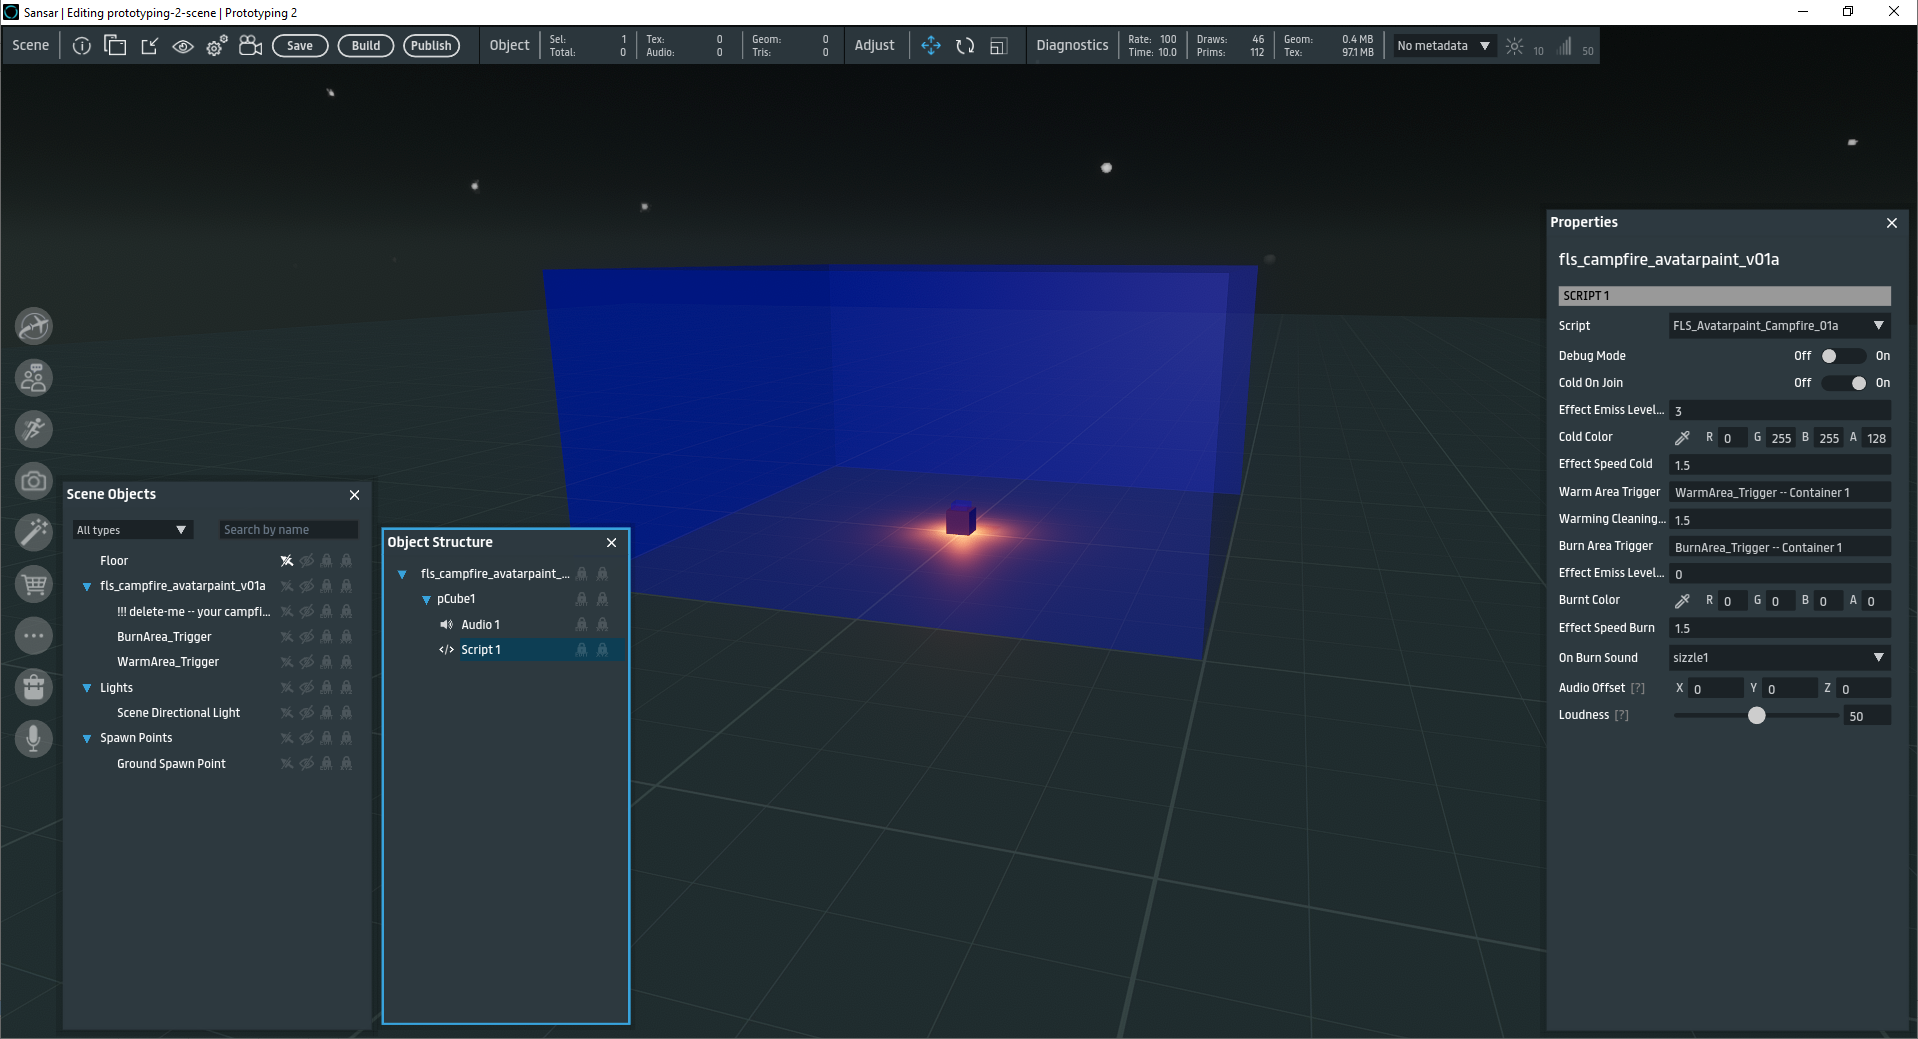 Sansar | Editing prototyping-2-scene | Prototyping 2
Scene Save Build Publish
Object Sel: 1 Tex: 0 Geom: 0
Total: 0 Audio: 0 Tris: 0
Adjust
Diagnostics Rate: 100 Draws: 46 Geom: 0.4 MB
Time: 10.0 Prims: 112 Tex: 97.1 MB
No metadata 10 50
Scene Objects
All types Search by name
Floor
fls_campfire_avatarpaint_v01a
!!! delete-me -- your campfi...
BurnArea_Trigger
WarmArea_Trigger
Lights
Scene Directional Light
Spawn Points
Ground Spawn Point
Object Structure
fls_campfire_avatarpaint_...
pCube1
Audio 1
</> Script 1
Properties
fls_campfire_avatarpaint_v01a
SCRIPT 1
Script FLS_Avatarpaint_Campfire_01a
Debug Mode Off On
Cold On Join Off On
Effect Emiss Level... 3
Cold Color R 0 G 255 B 255 A 128
Effect Speed Cold 1.5
Warm Area Trigger WarmArea_Trigger -- Container 1
Warming Cleaning... 1.5
Burn Area Trigger BurnArea_Trigger -- Container 1
Effect Emiss Level... 0
Burnt Color R 0 G 0 B 0 A 0
Effect Speed Burn 1.5
On Burn Sound sizzle1
Audio Offset [?] X 0 Y 0 Z 0
Loudness [?] 50